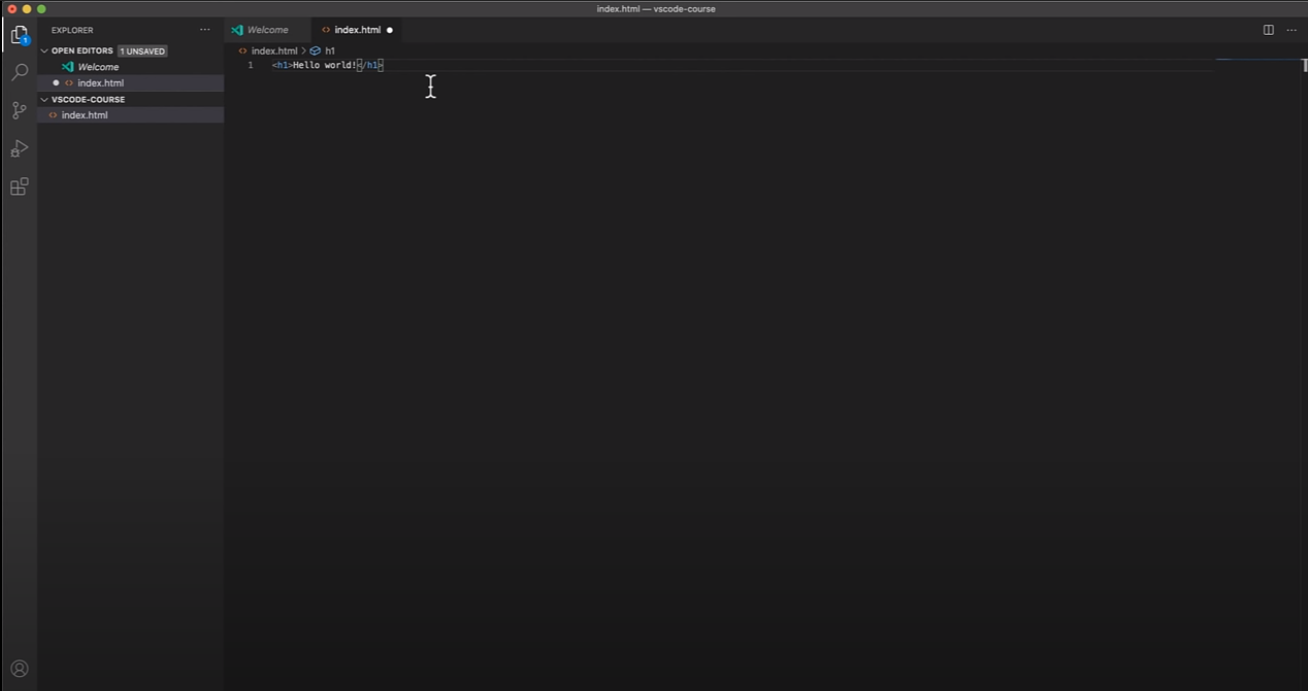 index.html — vscode-course
EXPLORER
Welcome
index.html
OPEN EDITORS 1 UNSAVED
Welcome
index.html
VSCODE-COURSE
index.html
index.html > h1
1 <h1>Hello world!</h1>
1